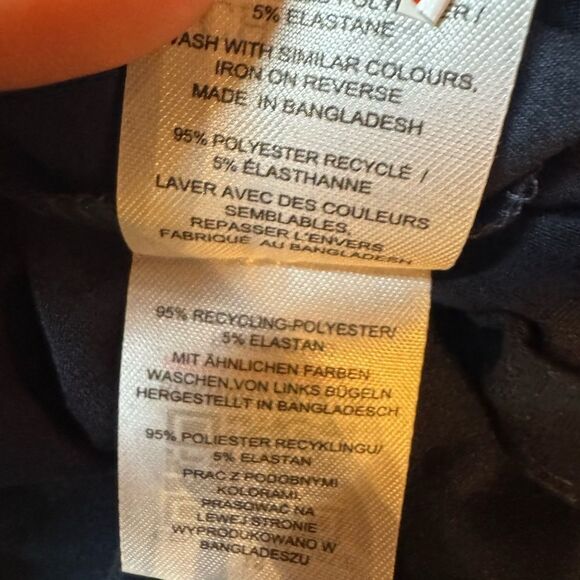 5% ELASTANE
WITH SIMILAR COLOURS.
IRON ON REVERSE
MADE IN BANGLADESH
95% POLYESTER RECYCLÉ /
5% ÉLASTHANNE
LAVER AVEC DES COULEURS
SEMBLABLES.
REPASSER L'ENVERS
FABRIQUÉ AU BANGLADESH
95% RECYCLING-POLYESTER/
5% ELASTAN
MIT ÄHNLICHEN FARBEN
WASCHEN,VON LINKS BÜGELN
HERGESTELLT IN BANGLADESCH
95% POLIESTER RECYKLINGU/
5% ELASTAN
PRAĆ Z PODOBNYMI
KOLORAMI.
PRASOWAĆ NA
LEWEJ STRONIE
WYPRODUKOWANO W
BANGLADESZU